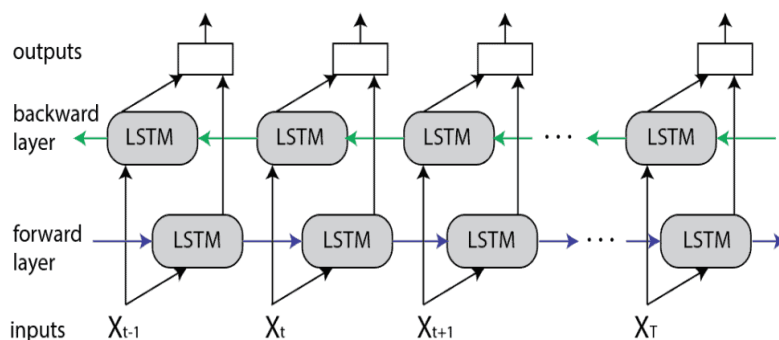 outputs
backward
layer
LSTM LSTM LSTM ... LSTM
forward
layer
LSTM LSTM LSTM ... LSTM
inputs Xt-1 Xt Xt+1 XT